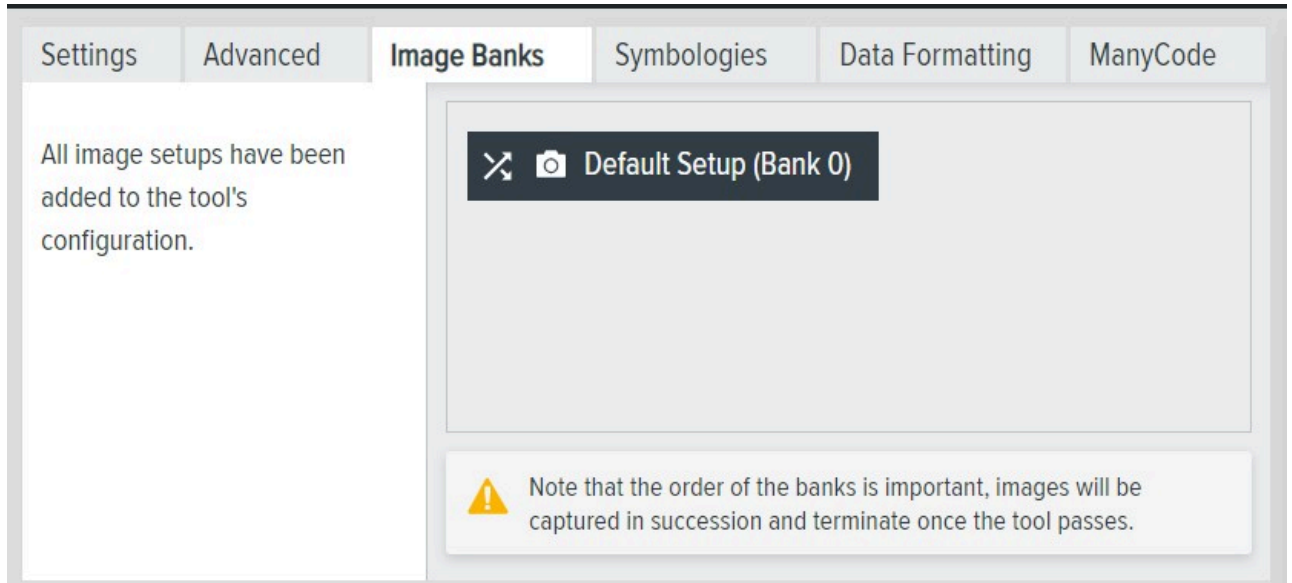 Settings
Advanced
Image Banks
Symbologies
Data Formatting
ManyCode
All image setups have been
added to the tool's
configuration.
Default Setup (Bank 0)
Note that the order of the banks is important, images will be
captured in succession and terminate once the tool passes.